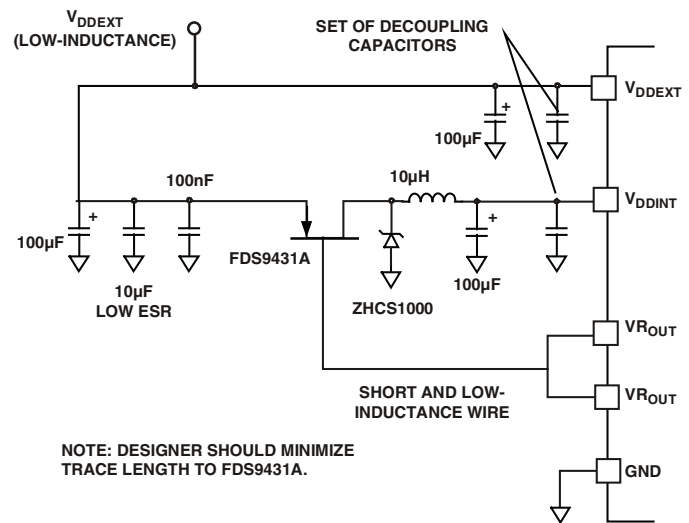 VDDEXT
(LOW-INDUCTANCE)
SET OF DECOUPLING
CAPACITORS
VDDEXT
+
100µF
100nF
10µH
VDDINT
+
100µF
FDS9431A
+
100µF
10µF
LOW ESR
ZHCS1000
VROUT
SHORT AND LOW-
INDUCTANCE WIRE
VROUT
NOTE: DESIGNER SHOULD MINIMIZE
TRACE LENGTH TO FDS9431A.
GND